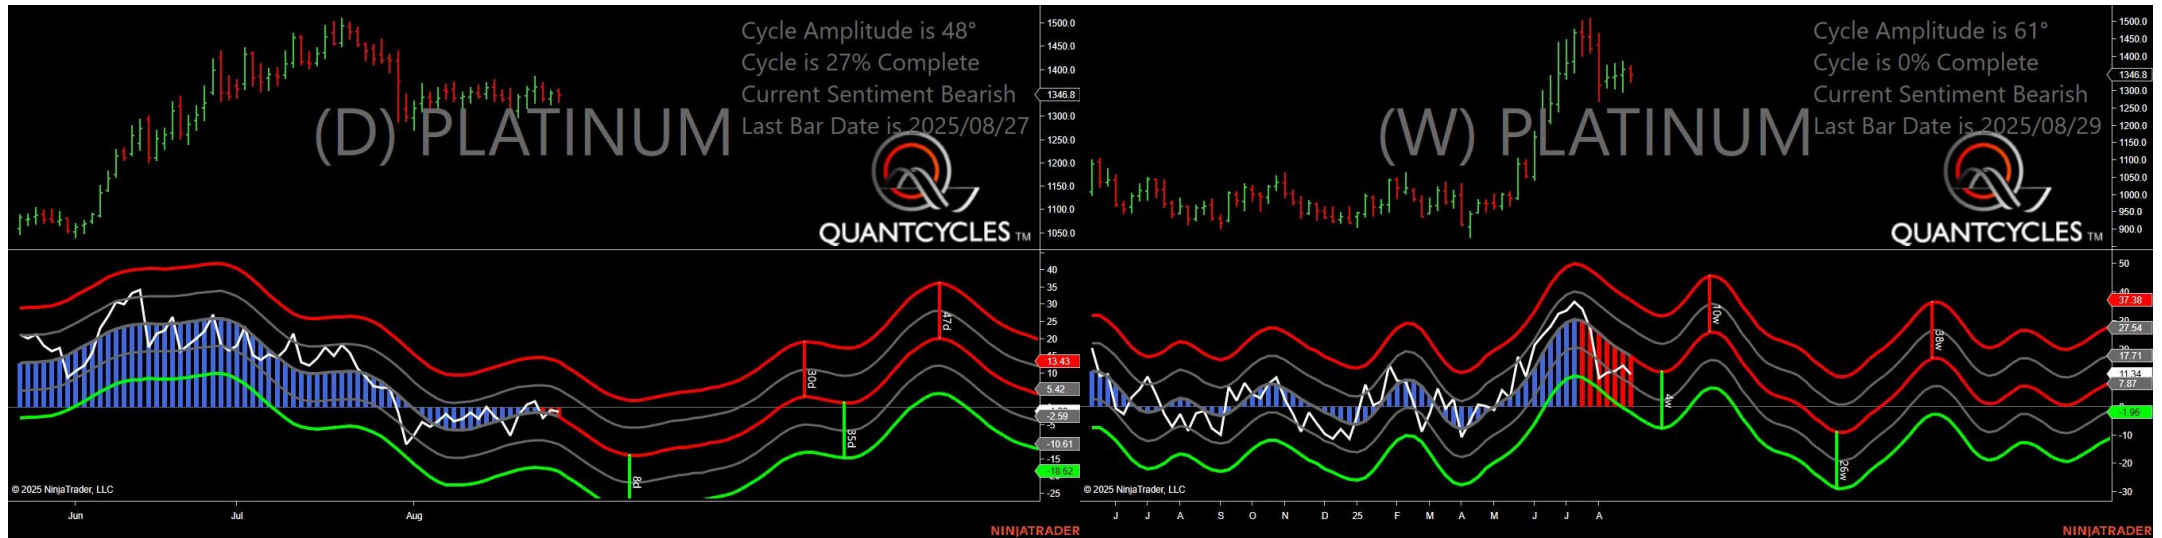 Cycle Amplitude is 48°
Cycle is 27% Complete
Current Sentiment Bearish
Last Bar Date is 2025/08/27
(D) PLATINUM
QUANTCYCLES TM
1500.0
1400.0
1346.8
1300.0
1250.0
1200.0
1150.0
1100.0
1050.0
40
35
30
25
20
13.43
10
5.42
-2.59
-5
-10.61
-15
-18.62
-25
30d
47d
35d
8d
© 2025 NinjaTrader, LLC
Jun Jul Aug
NINJATRADER
Cycle Amplitude is 61°
Cycle is 0% Complete
Current Sentiment Bearish
Last Bar Date is 2025/08/29
(W) PLATINUM
QUANTCYCLES TM
1500.0
1450.0
1400.0
1346.8
1300.0
1250.0
1200.0
1150.0
1100.0
1050.0
1000.0
950.0
900.0
50
37.38
27.54
17.71
11.34
7.87
-1.96
-10
-20
-30
10w
38w
4w
26w
© 2025 NinjaTrader, LLC
J J A S O N D 25 F M A M J J A
NINJATRADER